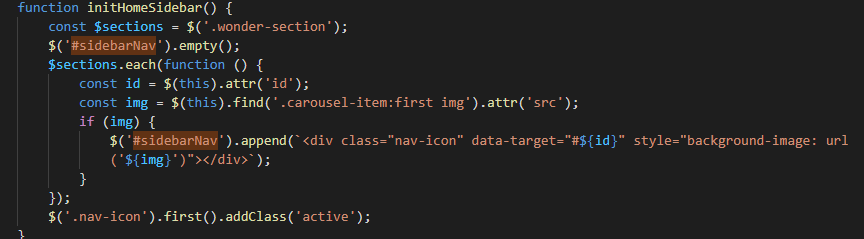 function initHomeSidebar() {
    const $sections = $('.wonder-section');
    $('#sidebarNav').empty();
    $sections.each(function () {
        const id = $(this).attr('id');
        const img = $(this).find('.carousel-item:first img').attr('src');
        if (img) {
            $('#sidebarNav').append(`<div class="nav-icon" data-target="#${id}" style="background-image: url
            ('${img}')"></div>`);
        }
    });
    $('.nav-icon').first().addClass('active');
}